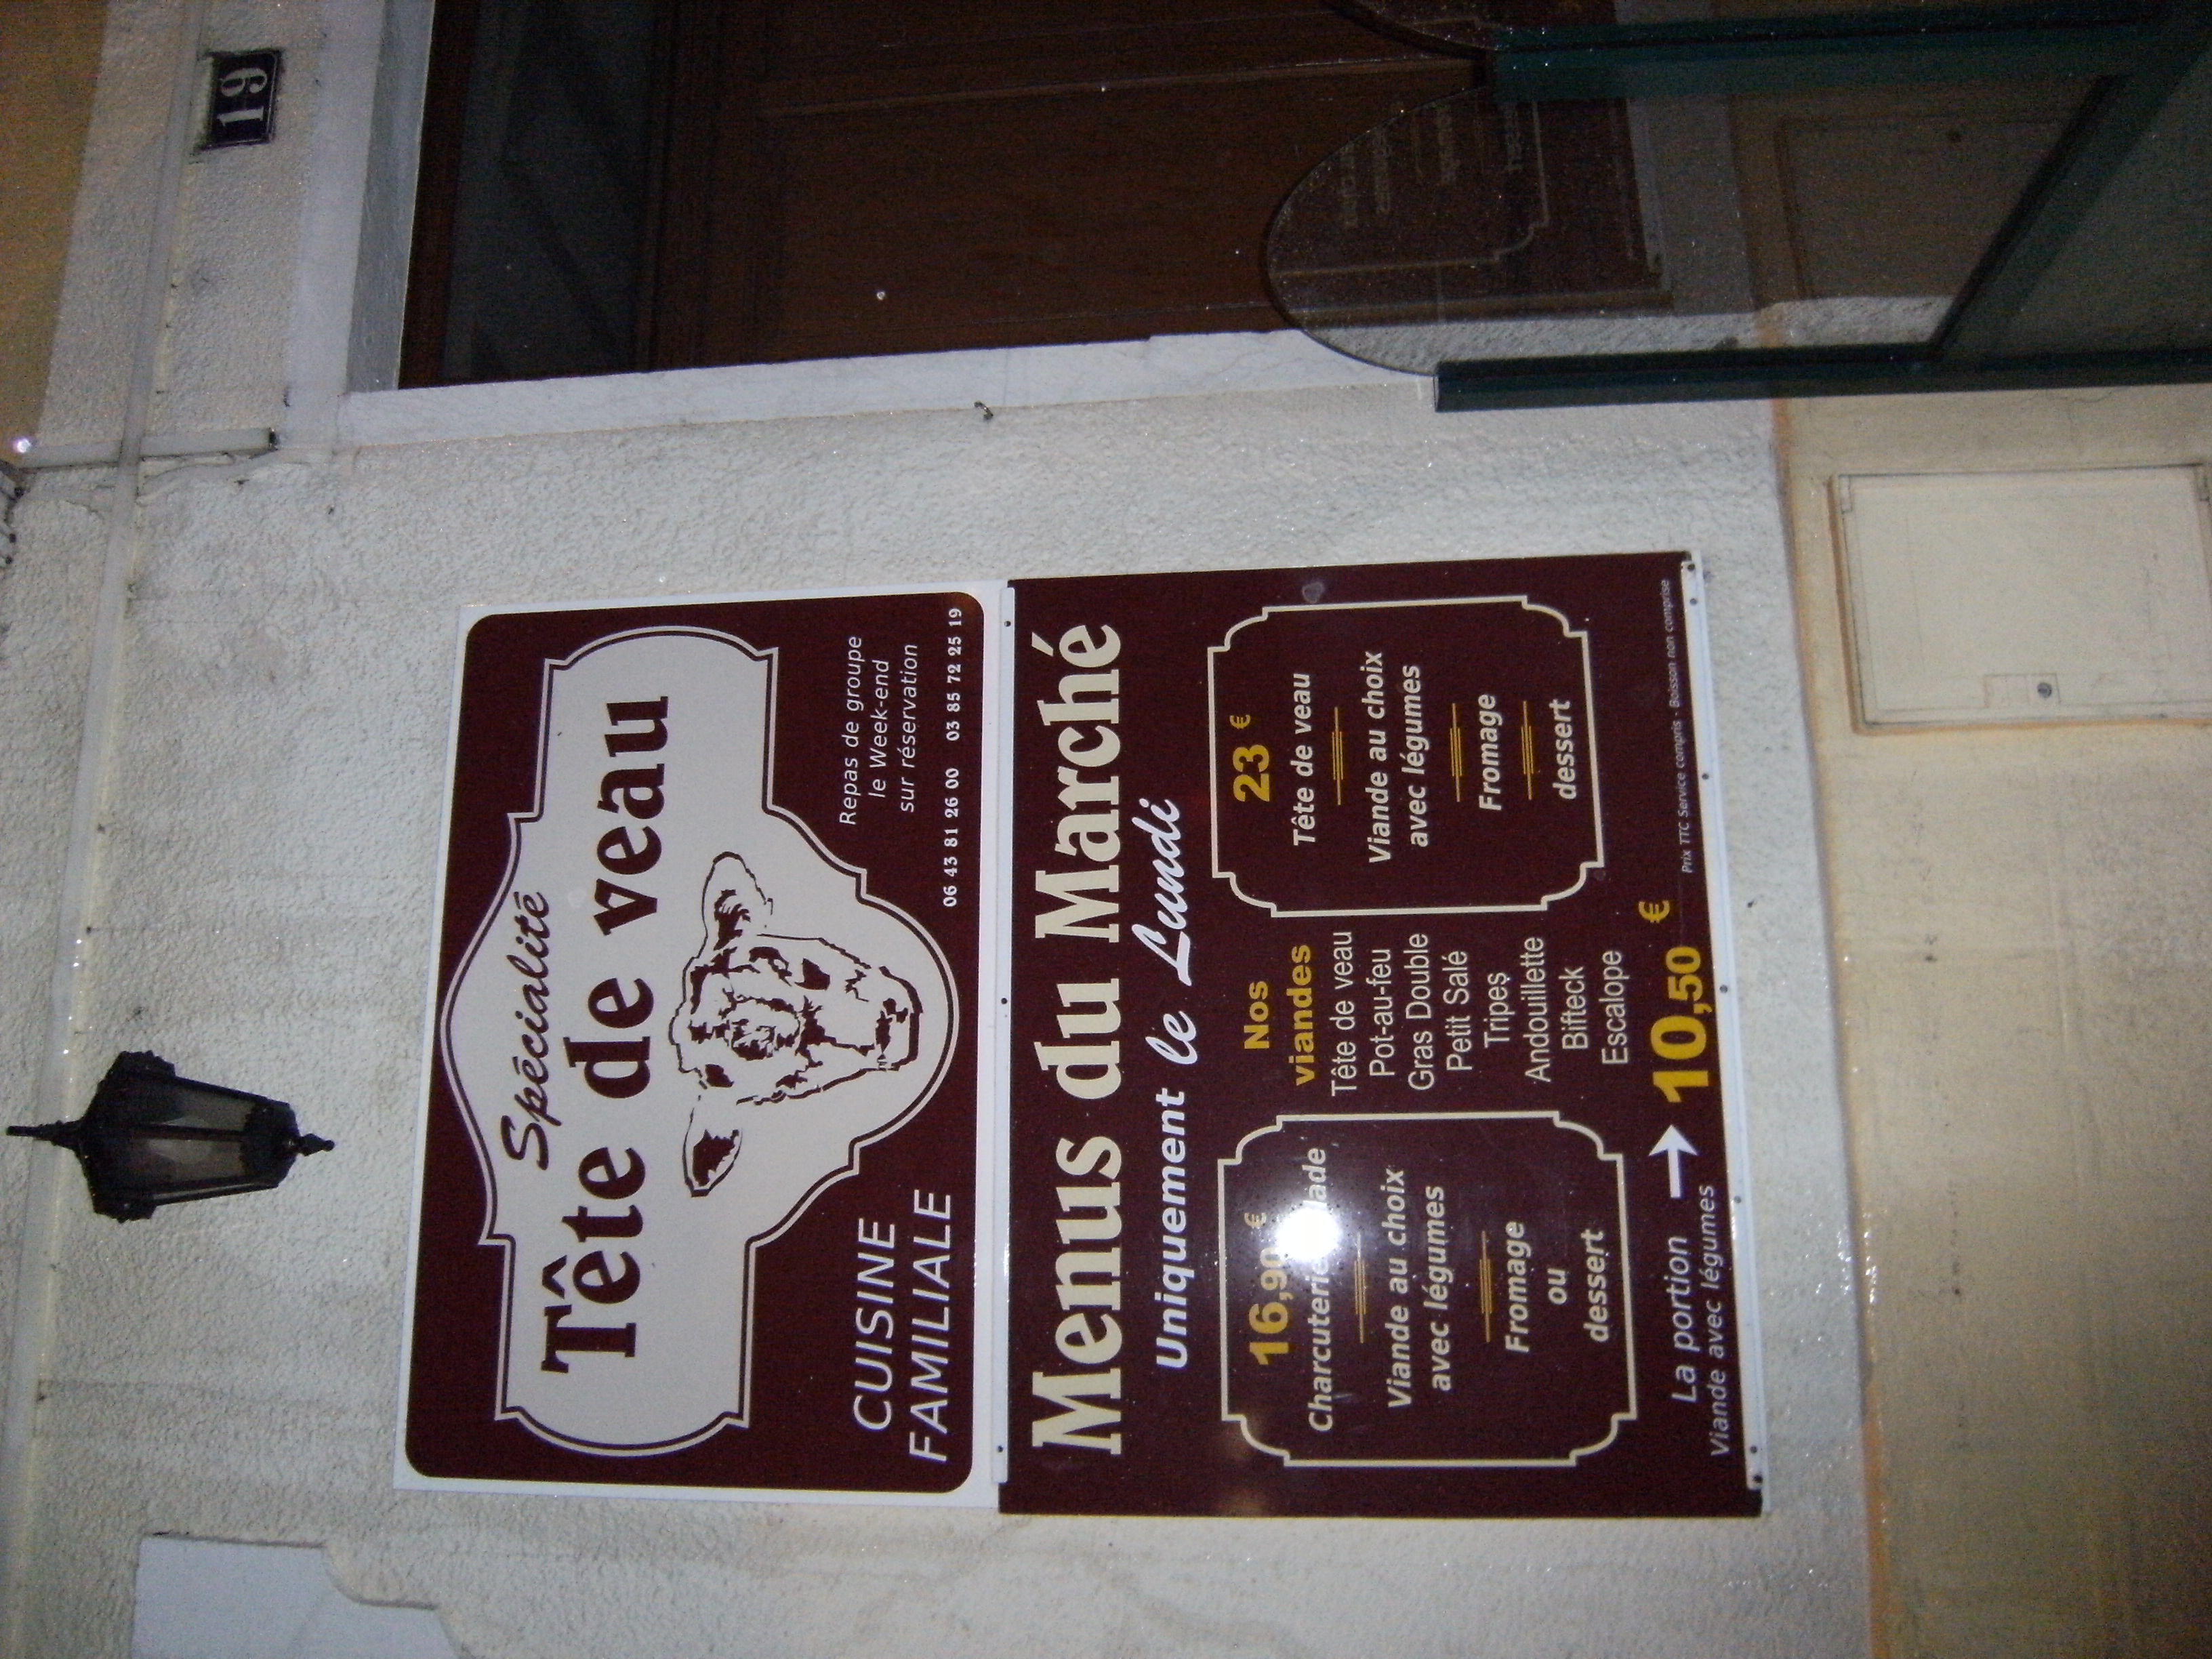 19
Spécialité
Tête de veau
CUISINE
FAMILIALE
Repas de groupe
le Week-end
sur réservation
06 43 81 26 00 03 85 72 25 19
Menus du Marché
Uniquement le Lundi
16,90 €
Charcuterie
Viande au choix
avec légumes
Fromage
ou
dessert
Nos
viandes
Tête de veau
Pot-au-feu
Gras Double
Petit Salé
Tripes
Andouillette
Bifteck
Escalope
23 €
Tête de veau
Viande au choix
avec légumes
Fromage
dessert
La portion → 10,50 €
Viande avec légumes
Prix TTC Service compris - Boisson non comprise